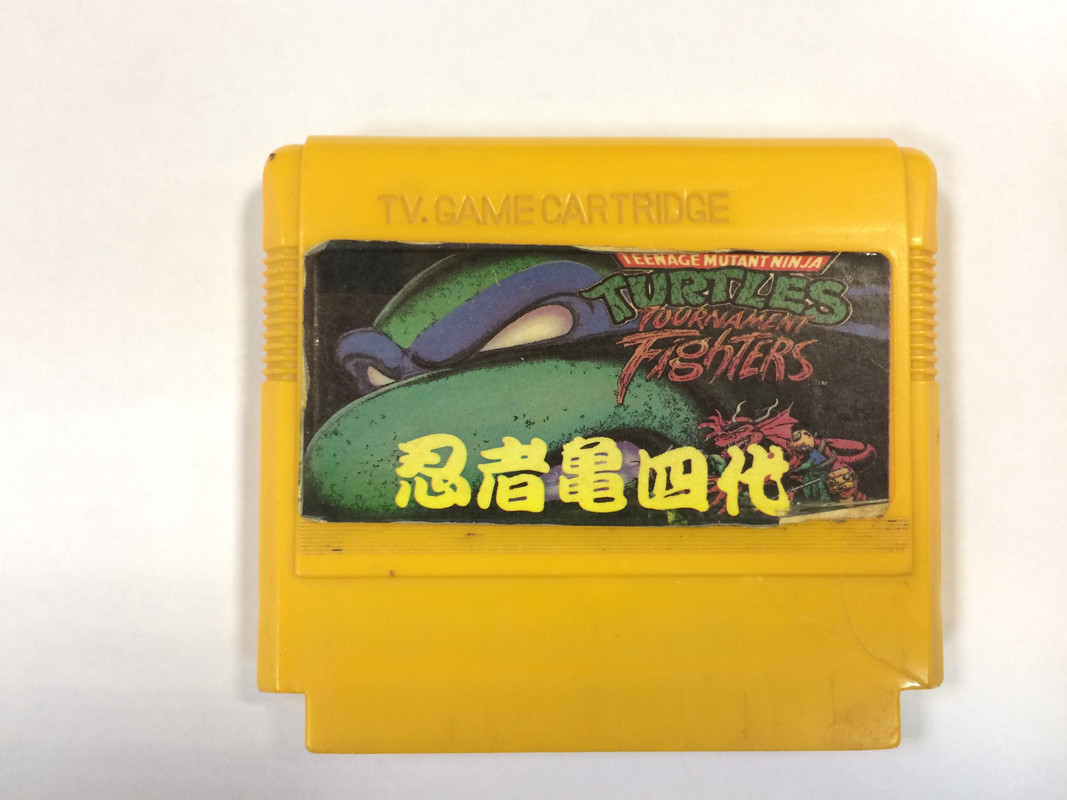 TV. GAME CARTRIDGE
TEENAGE MUTANT NINJA
TURTLES
TOURNAMENT
FighTERS
忍者亀四代